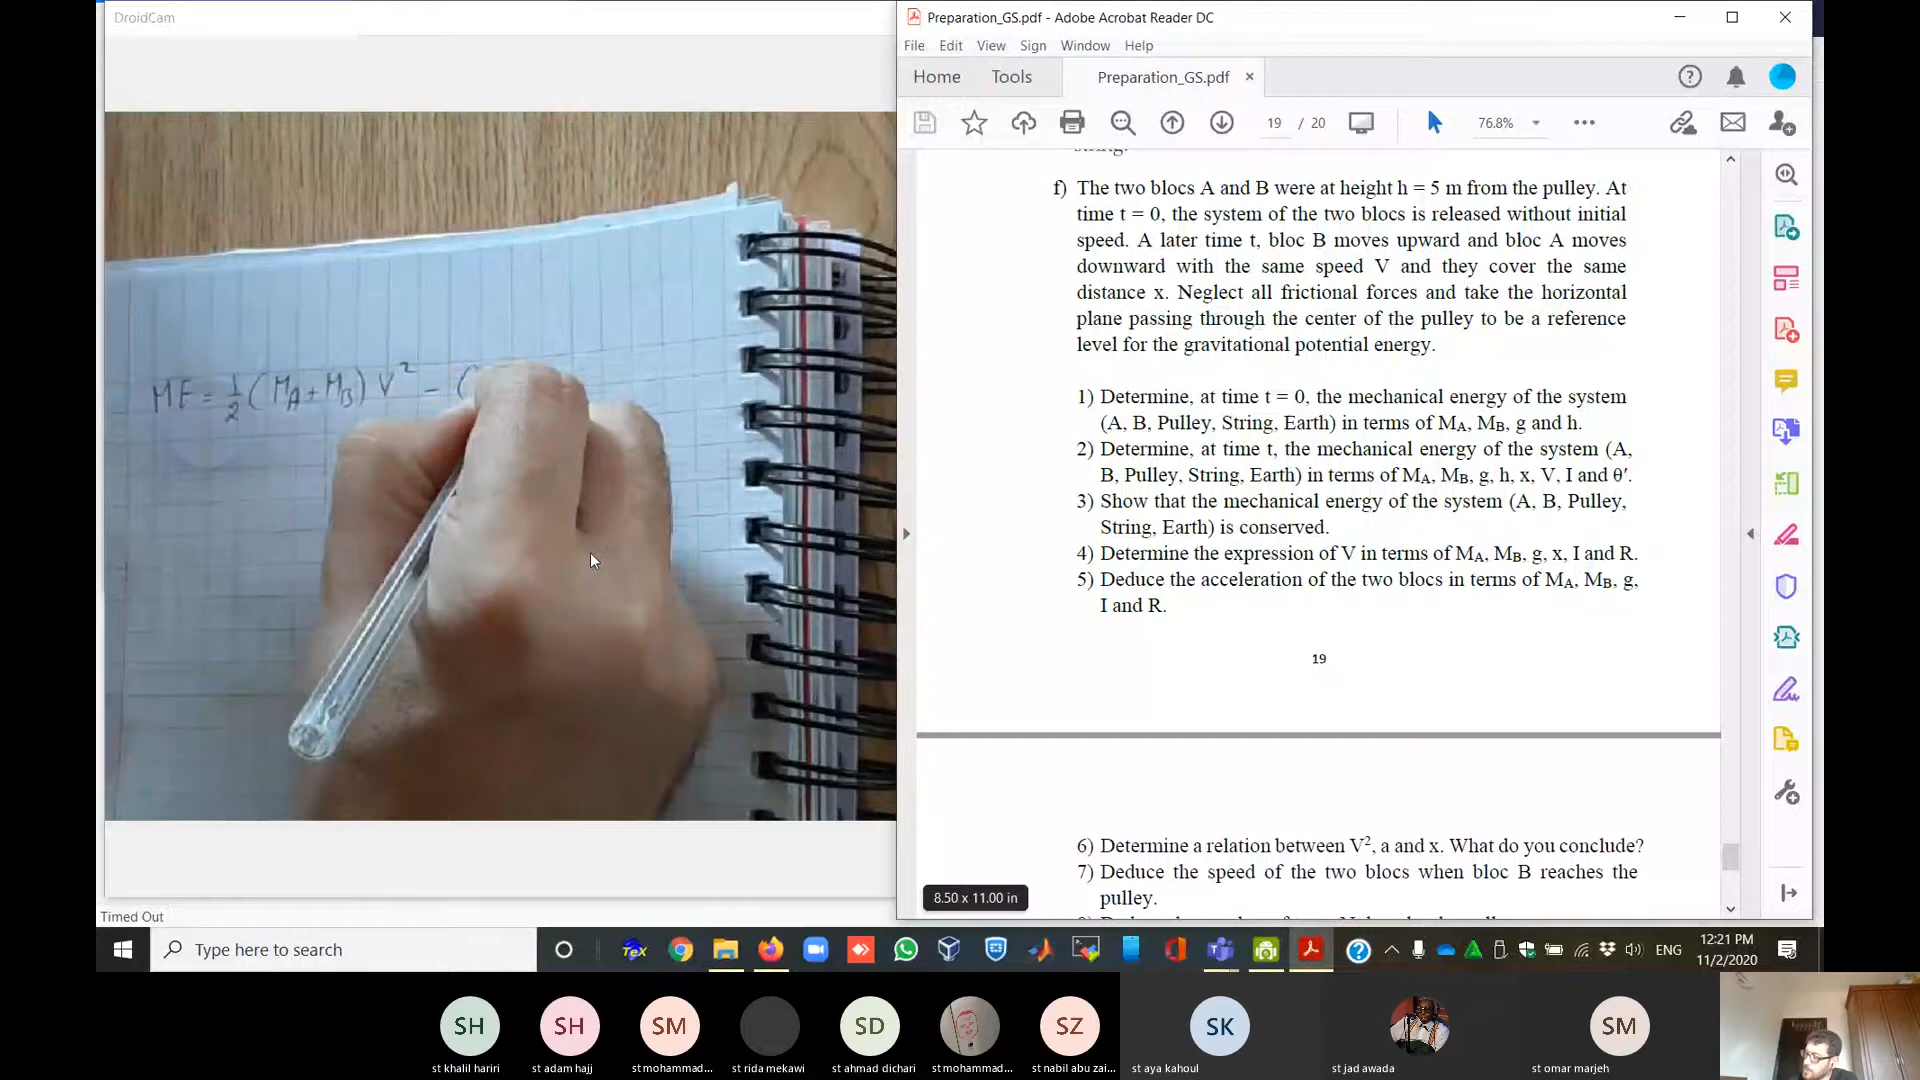 DroidCam
Preparation_GS.pdf - Adobe Acrobat Reader DC
File Edit View Sign Window Help
Home Tools Preparation_GS.pdf ×
19 / 20 76.8%
string.
f) The two blocs A and B were at height h = 5 m from the pulley. At
time t = 0, the system of the two blocs is released without initial
speed. A later time t, bloc B moves upward and bloc A moves
downward with the same speed V and they cover the same
distance x. Neglect all frictional forces and take the horizontal
plane passing through the center of the pulley to be a reference
level for the gravitational potential energy.
1) Determine, at time t = 0, the mechanical energy of the system
(A, B, Pulley, String, Earth) in terms of MA, MB, g and h.
2) Determine, at time t, the mechanical energy of the system (A,
B, Pulley, String, Earth) in terms of MA, MB, g, h, x, V, I and θ′.
3) Show that the mechanical energy of the system (A, B, Pulley,
String, Earth) is conserved.
4) Determine the expression of V in terms of MA, MB, g, x, I and R.
5) Deduce the acceleration of the two blocs in terms of MA, MB, g,
I and R.
19
6) Determine a relation between V², a and x. What do you conclude?
7) Deduce the speed of the two blocs when bloc B reaches the
pulley.
8.50 x 11.00 in
ME = 1/2 (MA + MB) V² - (
Timed Out
Type here to search
TeX
ENG
12:21 PM
11/2/2020
SH SH SM SD SZ SK SM
st khalil hariri st adam hajj st mohammad... st rida mekawi st ahmad dichari st mohammad... st nabil abu zai... st aya kahoul st jad awada st omar marjeh